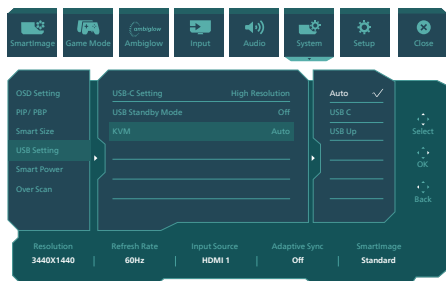 ambiglow
SmartImage
Game Mode
Ambiglow
Input
Audio
System
Setup
Close
OSD Setting
PIP/ PBP
Smart Size
USB Setting
Smart Power
Over Scan
USB-C Setting High Resolution
USB Standby Mode Off
KVM Auto
Auto
USB C
USB Up
Select
OK
Back
Resolution Refresh Rate Input Source Adaptive Sync SmartImage
3440X1440 | 60Hz | HDMI 1 | Off | Standard